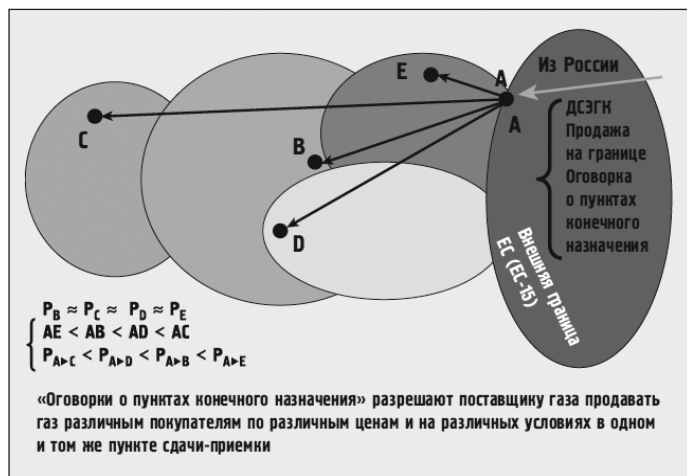 Из России
E
A
C
A
ДСЭГК
Продажа
на границе
Оговорка
о пунктах
конечного
назначения
B
D
Внешняя граница
ЕС (ЕС-15)
P_B ≈ P_C ≈ P_D ≈ P_E
AE < AB < AD < AC
P_A►C < P_A►D < P_A►B < P_A►E
«Оговорки о пунктах конечного назначения» разрешают поставщику газа продавать
газ различным покупателям по различным ценам и на различных условиях в одном
и том же пункте сдачи-приемки